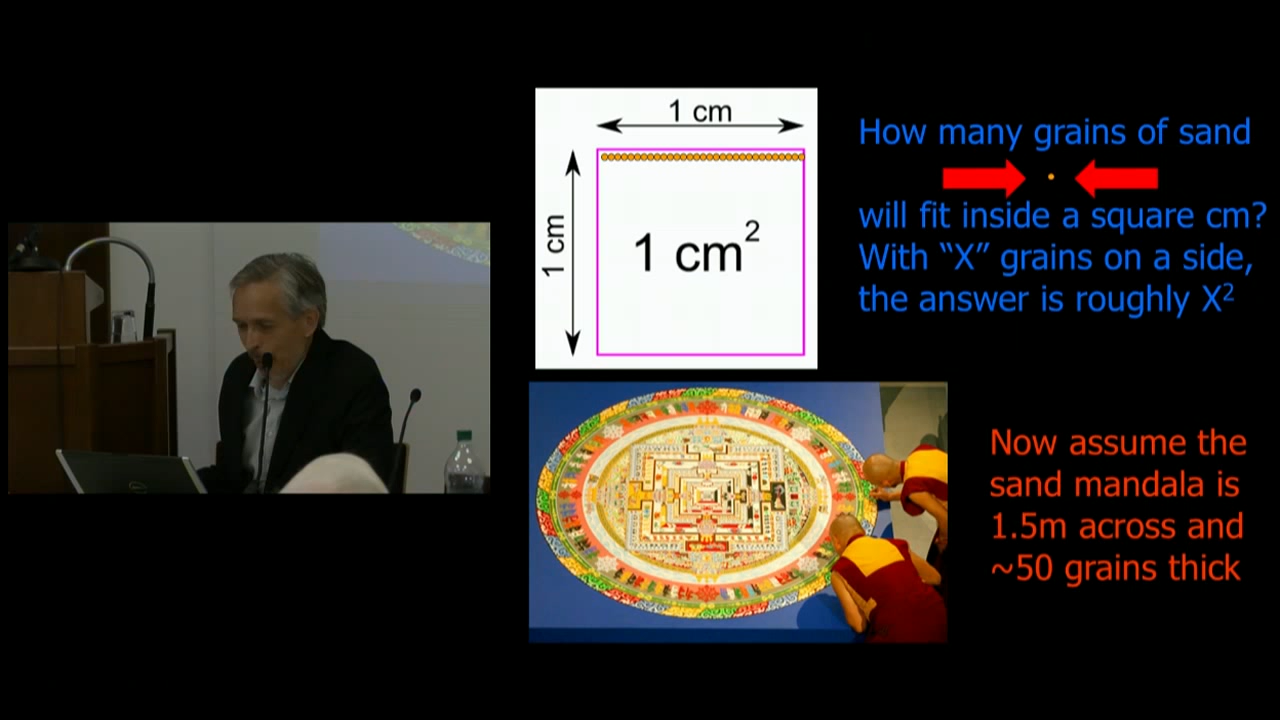 1 cm
1 cm
1 cm²
How many grains of sand
will fit inside a square cm?
With “X” grains on a side,
the answer is roughly X²
Now assume the
sand mandala is
1.5m across and
~50 grains thick